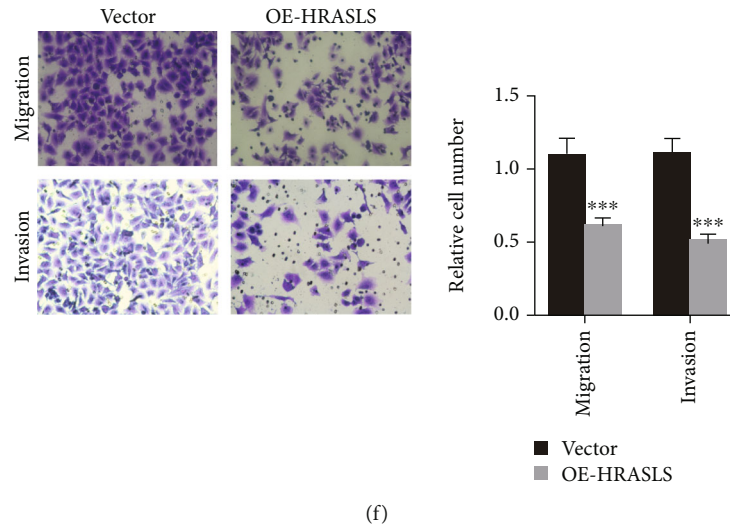 Vector
OE-HRASLS
Migration
Invasion
Relative cell number
1.5
1.0
0.5
0.0
***
***
Migration
Invasion
Vector
OE-HRASLS
(f)